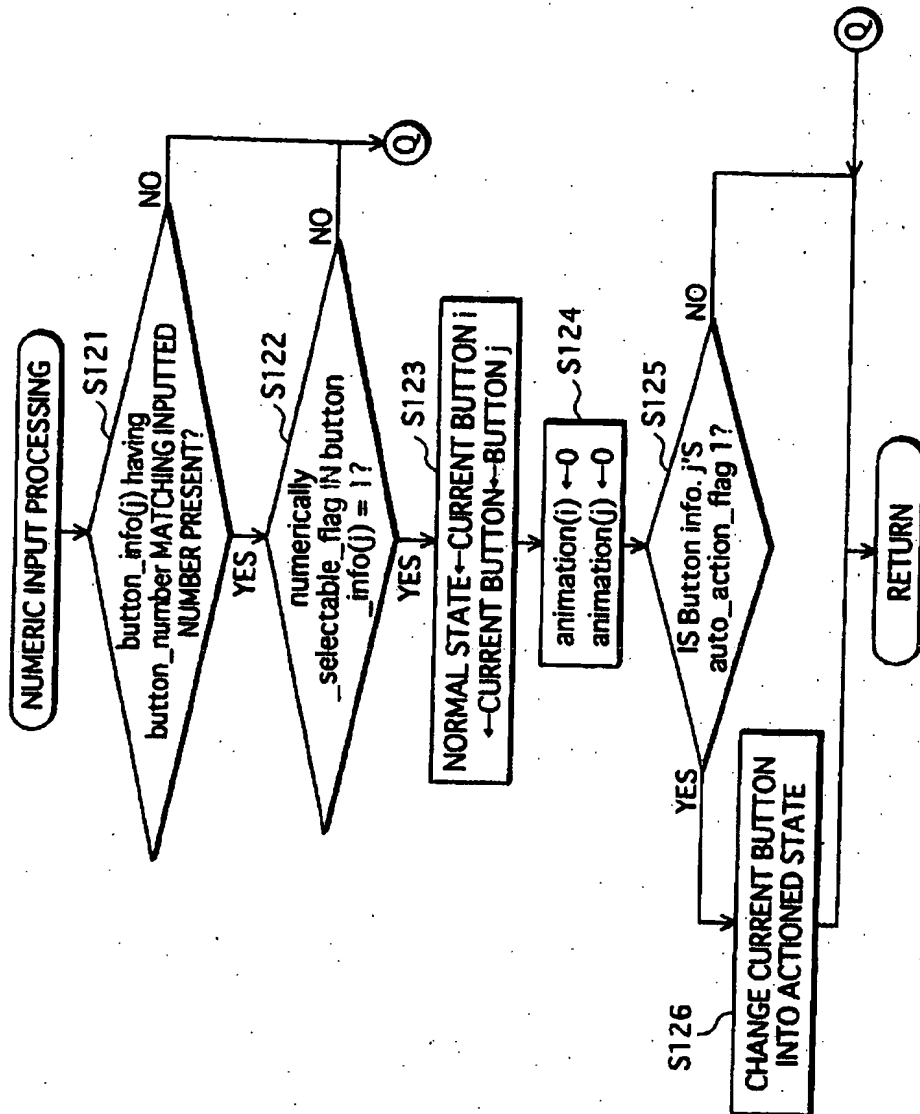 NUMERIC INPUT PROCESSING
S121
button_info(j) having
button_number MATCHING INPUTTED
NUMBER PRESENT?
NO
YES
S122
numerically
_selectable_flag IN button
_info(j) = 1?
NO
Q
YES
S123
NORMAL STATE←CURRENT BUTTON i
←CURRENT BUTTON←BUTTON j
S124
animation(i) ←0
animation(j) ←0
S125
IS Button info. j'S
auto_action_flag 1?
NO
YES
S126
CHANGE CURRENT BUTTON
INTO ACTIONED STATE
Q
RETURN